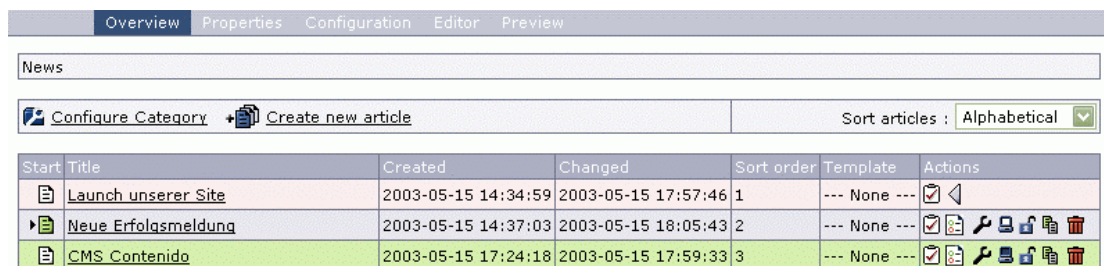 Overview Properties Configuration Editor Preview
News
Configure Category Create new article Sort articles : Alphabetical
Start Title Created Changed Sort order Template Actions
Launch unserer Site 2003-05-15 14:34:59 2003-05-15 17:57:46 1 --- None ---
Neue Erfolgsmeldung 2003-05-15 14:37:03 2003-05-15 18:05:43 2 --- None ---
CMS Contenido 2003-05-15 17:24:18 2003-05-15 17:59:33 3 --- None ---